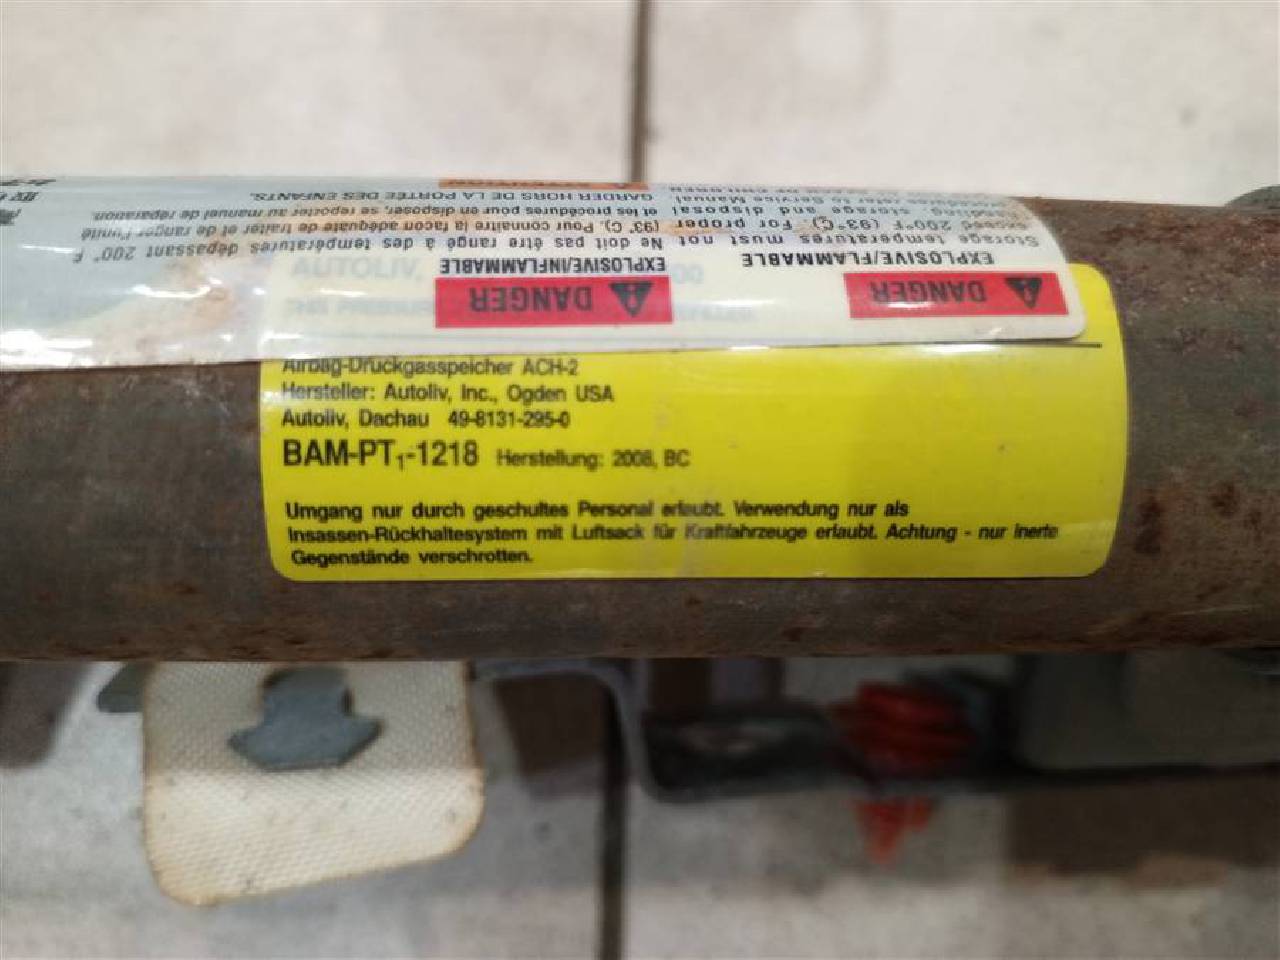 Airbag-Druckgasspeicher ACH-2
Hersteller: Autoliv, Inc., Ogden USA
Autoliv, Dachau 49-8131-295-0
BAM-PT₁-1218 Herstellung: 2008, BC
Umgang nur durch geschultes Personal erlaubt. Verwendung nur als
Insassen-Rückhaltesystem mit Luftsack für Kraftfahrzeuge erlaubt. Achtung - nur inerte
Gegenstände verschrotten.
DANGER
EXPLOSIVE/FLAMMABLE
Storage temperatures must not
exceed 200°F (93°C). For proper
handling, storage and disposal
procedures refer to Service Manual
DANGER
EXPLOSIVE/INFLAMMABLE
Ne doit pas être rangé à des températures dépassant 200° F
(93° C). Pour connaître la façon adéquate de traiter et de ranger l'unité
et les procédures pour en disposer, se reporter au manuel de réparation.
GARDER HORS DE LA PORTÉE DES ENFANTS.
ATTENTION
AUTOLIV,